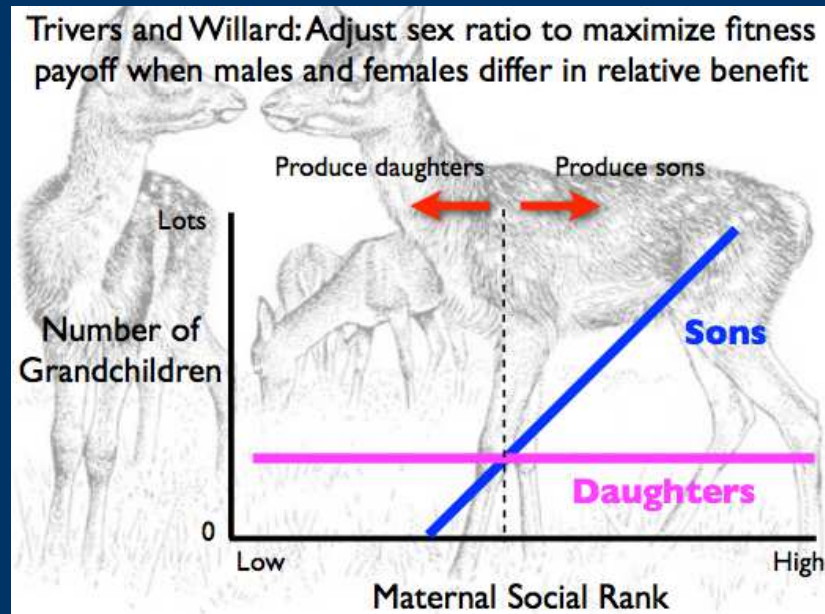 Trivers and Willard: Adjust sex ratio to maximize fitness
payoff when males and females differ in relative benefit
Produce daughters
Produce sons
Lots
Number of
Grandchildren
Sons
Daughters
0
Low
High
Maternal Social Rank